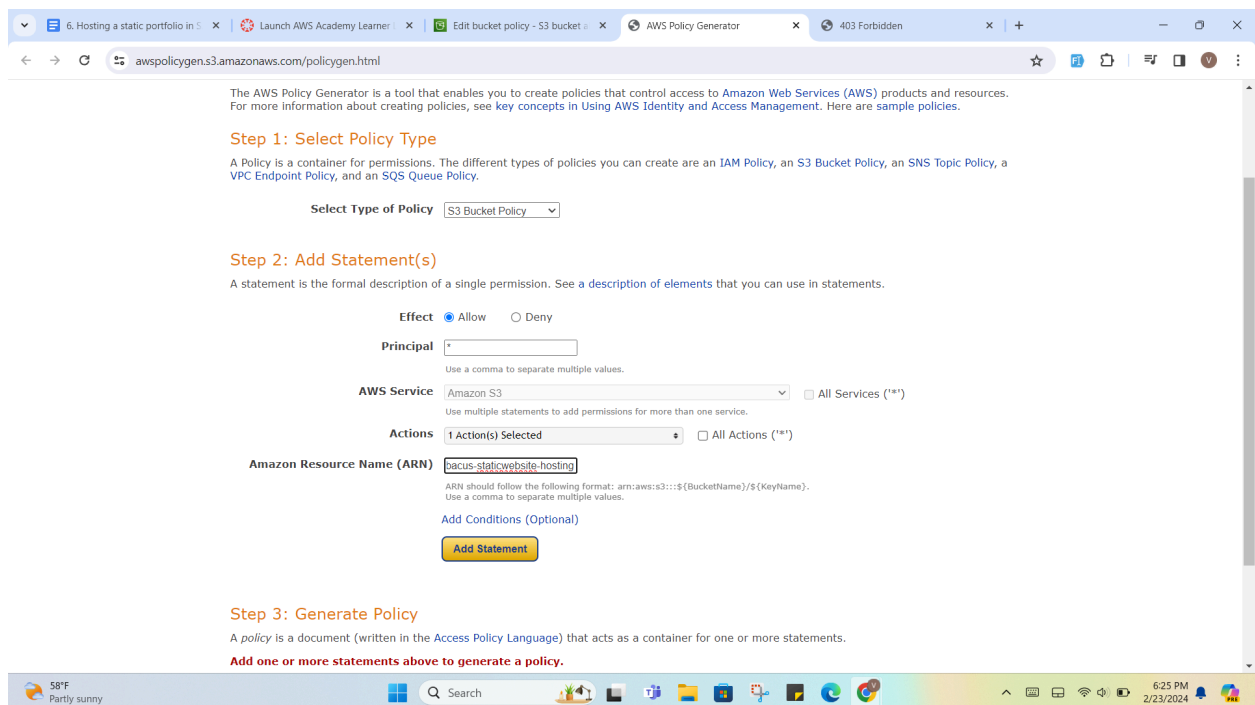 6. Hosting a static portfolio in S
Launch AWS Academy Learner
Edit bucket policy - S3 bucket
AWS Policy Generator
403 Forbidden
awspolicygen.s3.amazonaws.com/policygen.html
The AWS Policy Generator is a tool that enables you to create policies that control access to Amazon Web Services (AWS) products and resources.
For more information about creating policies, see key concepts in Using AWS Identity and Access Management. Here are sample policies.
Step 1: Select Policy Type
A Policy is a container for permissions. The different types of policies you can create are an IAM Policy, an S3 Bucket Policy, an SNS Topic Policy, a
VPC Endpoint Policy, and an SQS Queue Policy.
Select Type of Policy S3 Bucket Policy
Step 2: Add Statement(s)
A statement is the formal description of a single permission. See a description of elements that you can use in statements.
Effect Allow Deny
Principal *
Use a comma to separate multiple values.
AWS Service Amazon S3 All Services ('*')
Use multiple statements to add permissions for more than one service.
Actions 1 Action(s) Selected All Actions ('*')
Amazon Resource Name (ARN) bacus-staticwebsite-hosting
ARN should follow the following format: arn:aws:s3:::${BucketName}/${KeyName}.
Use a comma to separate multiple values.
Add Conditions (Optional)
Add Statement
Step 3: Generate Policy
A policy is a document (written in the Access Policy Language) that acts as a container for one or more statements.
Add one or more statements above to generate a policy.
58°F
Partly sunny
Search
6:25 PM
2/23/2024